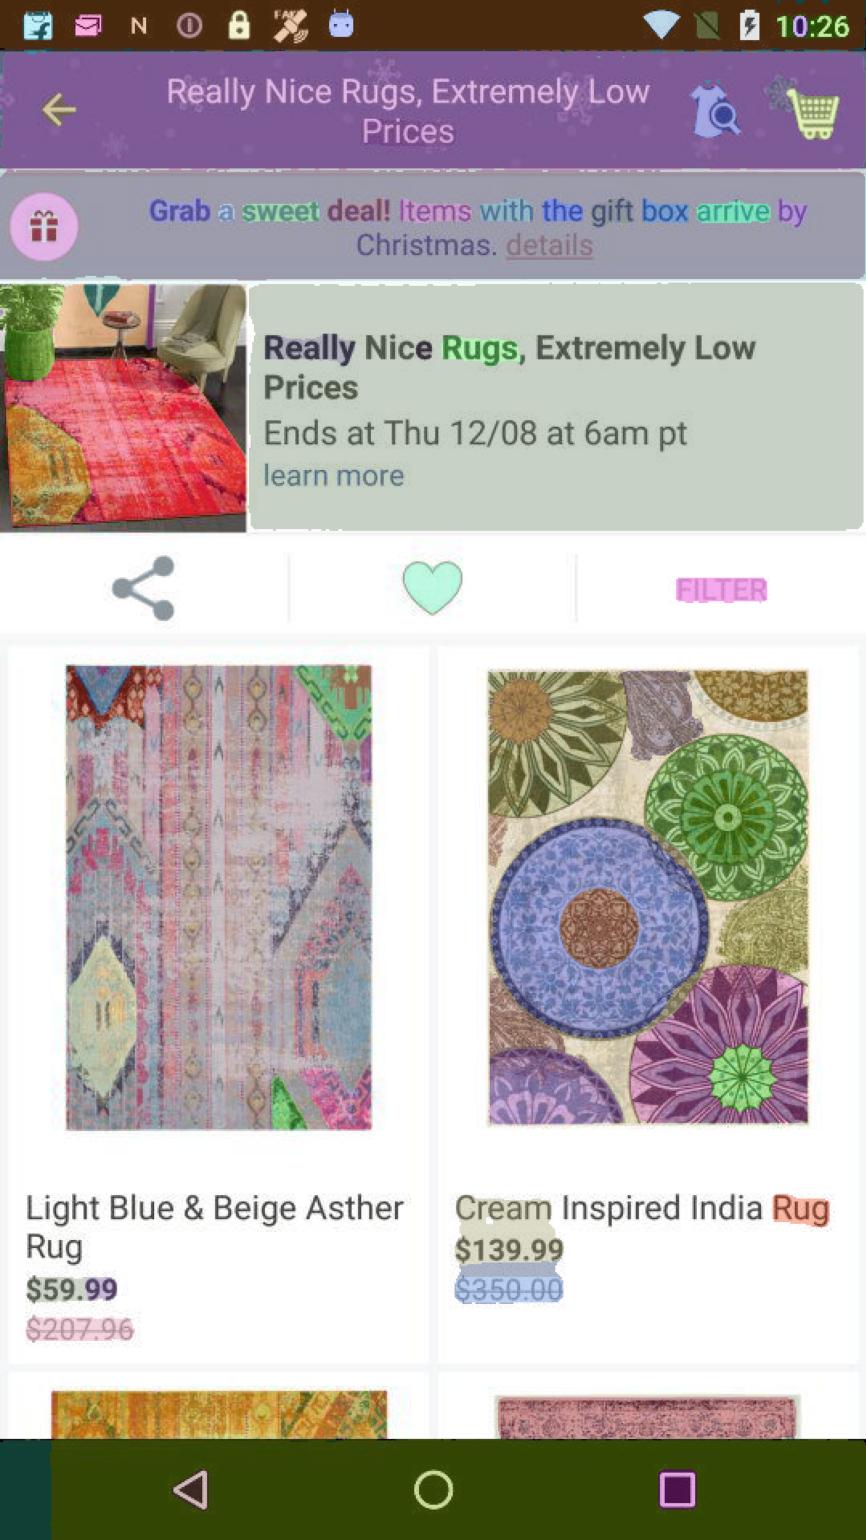 10:26
Really Nice Rugs, Extremely Low
Prices
Grab a sweet deal! Items with the gift box arrive by
Christmas. details
Really Nice Rugs, Extremely Low
Prices
Ends at Thu 12/08 at 6am pt
learn more
FILTER
Light Blue & Beige Asther
Rug
$59.99
$207.96
Cream Inspired India Rug
$139.99
$350.00